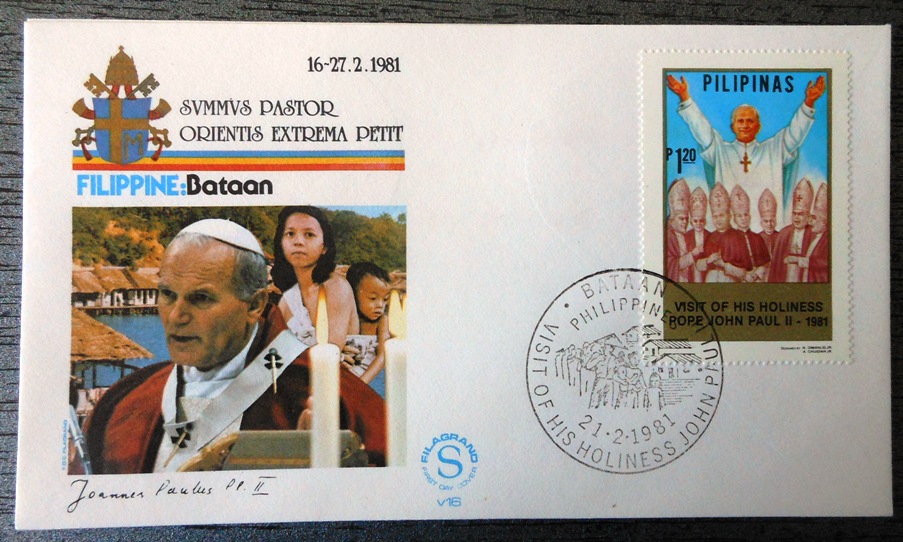 16-27.2.1981
SVMMVS PASTOR
ORIENTIS EXTREMA PETIT
FILIPPINE:Bataan
Joannes Paulus PP. II
FILAGRANO
S
FIRST DAY COVER
V16
PILIPINAS
P1.20
VISIT OF HIS HOLINESS
POPE JOHN PAUL II - 1981
BATAAN
PHILIPPINE
21-2-1981
VISIT OF HIS HOLINESS JOHN PAUL II